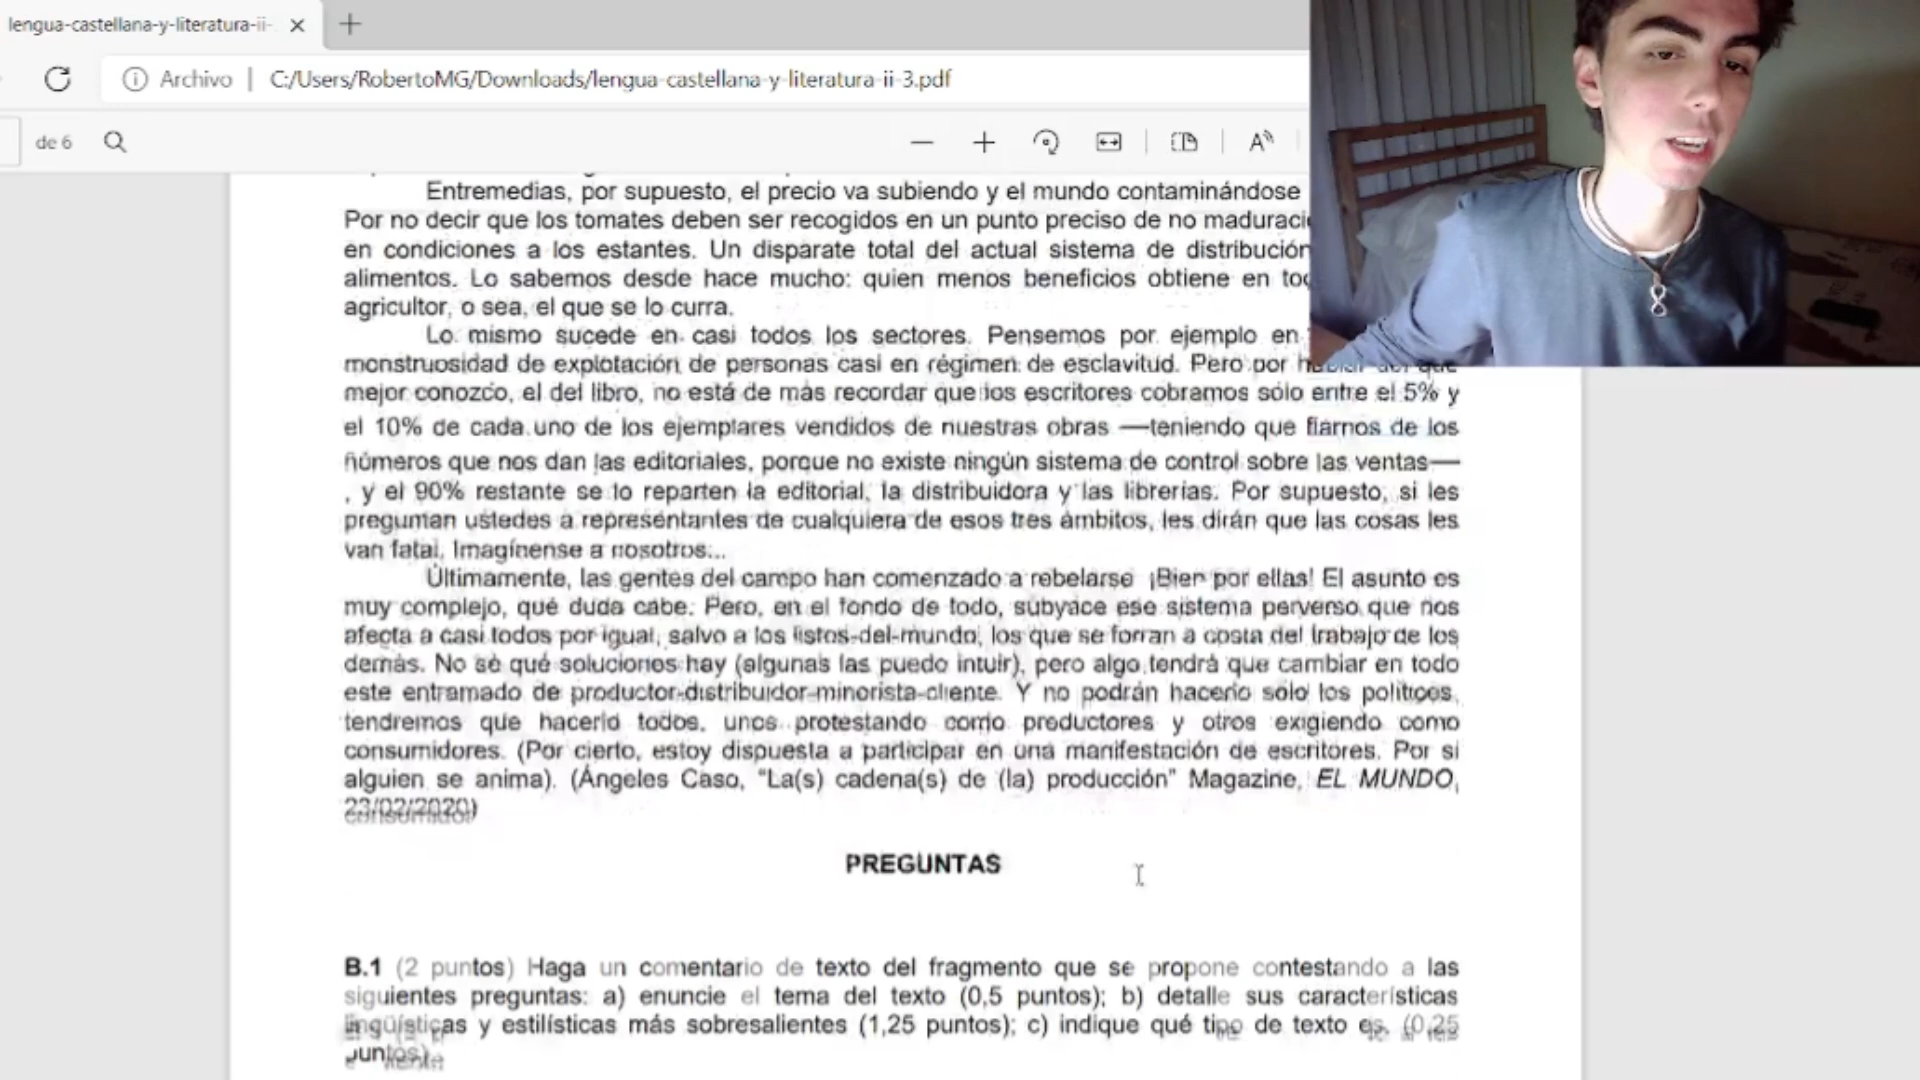 lengua-castellana-y-literatura-ii-
Archivo | C:/Users/RobertoMG/Downloads/lengua-castellana-y-literatura-ii-3.pdf
de 6
Entremedias, por supuesto, el precio va subiendo y el mundo contaminándose
Por no decir que los tomates deben ser recogidos en un punto preciso de no maduraci
en condiciones a los estantes. Un disparate total del actual sistema de distribución
alimentos. Lo sabemos desde hace mucho: quien menos beneficios obtiene en to
agricultor, o sea, el que se lo curra.
Lo mismo sucede en casi todos los sectores. Pensemos por ejemplo en
monstruosidad de explotación de personas casi en régimen de esclavitud. Pero por hablar del que
mejor conozco, el del libro, no está de más recordar que los escritores cobramos sólo entre el 5% y
el 10% de cada uno de los ejemplares vendidos de nuestras obras —teniendo que fiarnos de los
números que nos dan las editoriales, porque no existe ningún sistema de control sobre las ventas—
, y el 90% restante se lo reparten la editorial, la distribuidora y las librerías. Por supuesto, si les
preguntan ustedes a representantes de cualquiera de esos tres ámbitos, les dirán que las cosas les
van fatal. Imagínense a nosotros...
Últimamente, las gentes del campo han comenzado a rebelarse ¡Bien por ellas! El asunto es
muy complejo, qué duda cabe. Pero, en el fondo de todo, subyace ese sistema perverso que nos
afecta a casi todos por igual, salvo a los listos-del-mundo, los que se forran a costa del trabajo de los
demás. No sé qué soluciones hay (algunas las puedo intuir), pero algo tendrá que cambiar en todo
este entramado de productor-distribuidor-minorista-cliente. Y no podrán hacerlo sólo los políticos,
tendremos que hacerlo todos, unos protestando como productores y otros exigiendo como
consumidores. (Por cierto, estoy dispuesta a participar en una manifestación de escritores. Por si
alguien se anima). (Ángeles Caso, "La(s) cadena(s) de (la) producción" Magazine, EL MUNDO,
23/02/2020)
PREGUNTAS
B.1 (2 puntos) Haga un comentario de texto del fragmento que se propone contestando a las
siguientes preguntas: a) enuncie el tema del texto (0,5 puntos); b) detalle sus características
lingüísticas y estilísticas más sobresalientes (1,25 puntos); c) indique qué tipo de texto es. (0,25
puntos).